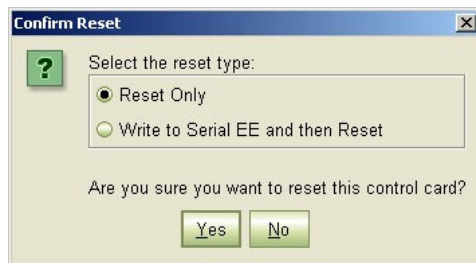 Confirm Reset
?
Select the reset type:
Reset Only
Write to Serial EE and then Reset
Are you sure you want to reset this control card?
Yes No